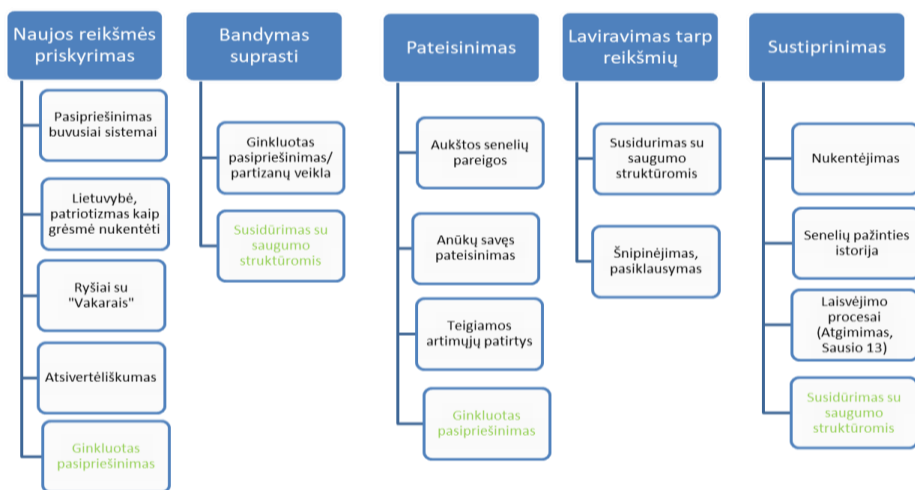 Naujos reikšmės
priskyrimas
Pasipriešinimas
buvusiai sistemai
Lietuvybė,
patriotizmas kaip
grėsmė nukentėti
Ryšiai su
"Vakarais"
Atsivertėliškumas
Ginkluotas
pasipriešinimas
Bandymas
suprasti
Ginkluotas
pasipriešinimas/
partizanų veikla
Susidūrimas su
saugumo
struktūromis
Pateisinimas
Aukštos senelių
pareigos
Anūkų savęs
pateisinimas
Teigiamos
artimųjų patirtys
Ginkluotas
pasipriešinimas
Laviravimas tarp
reikšmių
Susidurimas su
saugumo
struktūromis
Šnipinėjimas,
pasiklausymas
Sustiprinimas
Nukentėjimas
Senelių pažinties
istorija
Laisvėjimo
procesai
(Atgimimas,
Sausio 13)
Susidūrimas su
saugumo
struktūromis